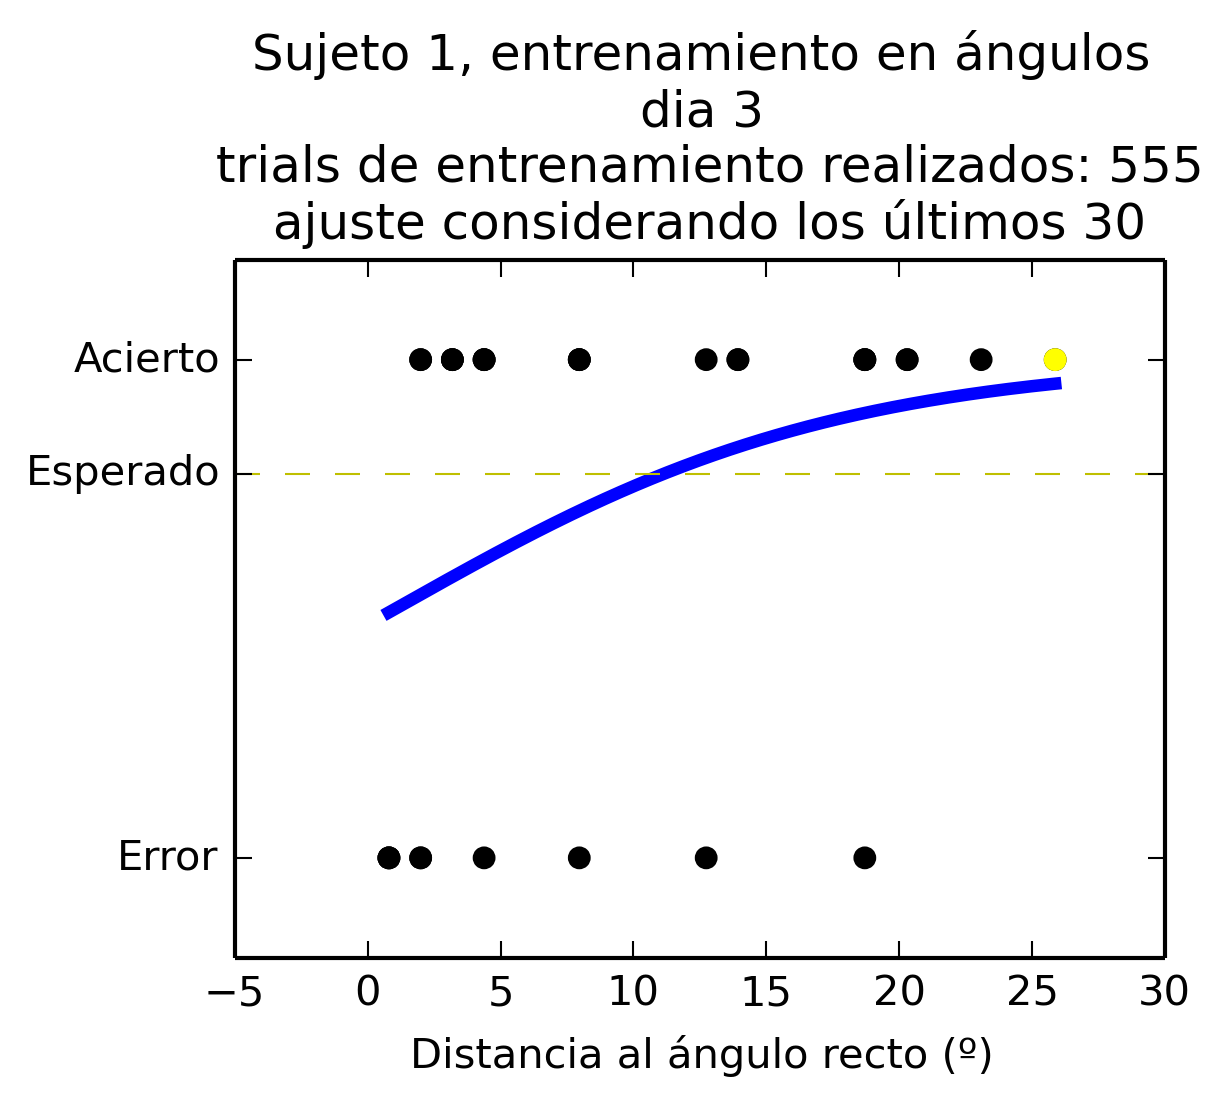 Sujeto 1, entrenamiento en ángulos
dia 3
trials de entrenamiento realizados: 555
ajuste considerando los últimos 30
Acierto
Esperado
Error
−5 0 5 10 15 20 25 30
Distancia al ángulo recto (º)